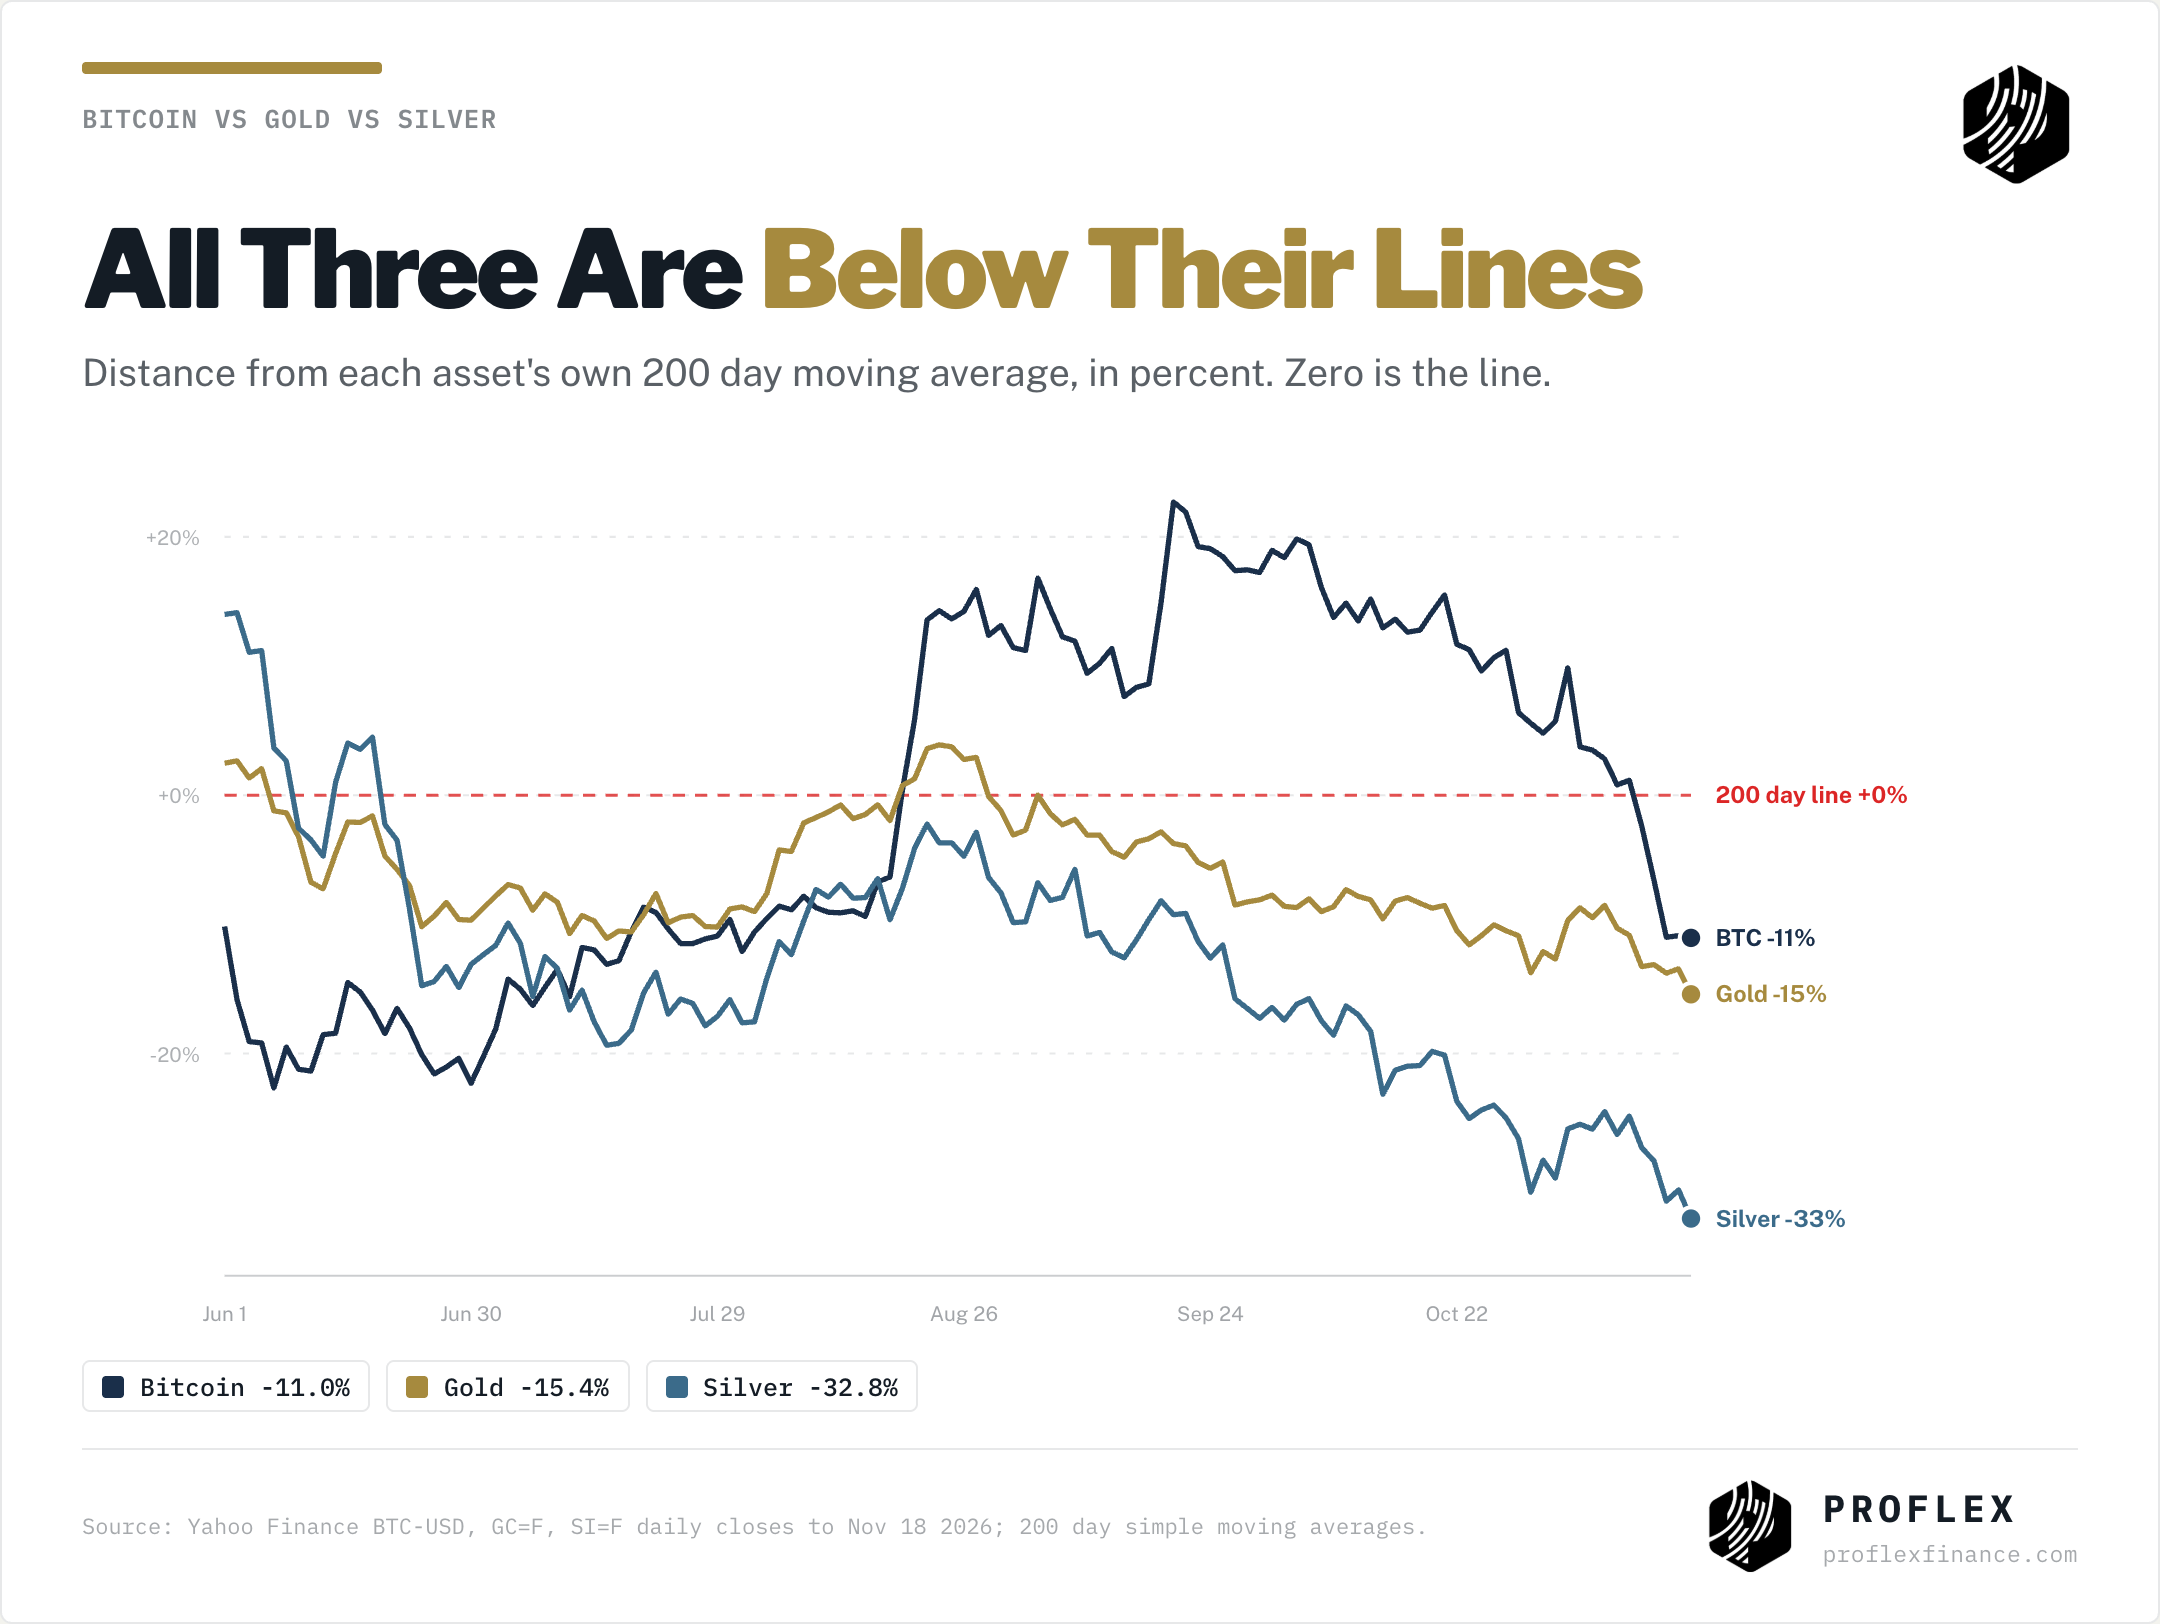 BITCOIN VS GOLD VS SILVER
All Three Are Below Their Lines
Distance from each asset's own 200 day moving average, in percent. Zero is the line.
+20%
+0%
200 day line +0%
BTC -11%
Gold -15%
-20%
Silver -33%
Jun 1
Jun 30
Jul 29
Aug 26
Sep 24
Oct 22
Bitcoin -11.0%
Gold -15.4%
Silver -32.8%
Source: Yahoo Finance BTC-USD, GC=F, SI=F daily closes to Nov 18 2026; 200 day simple moving averages.
PROFLEX
proflexfinance.com